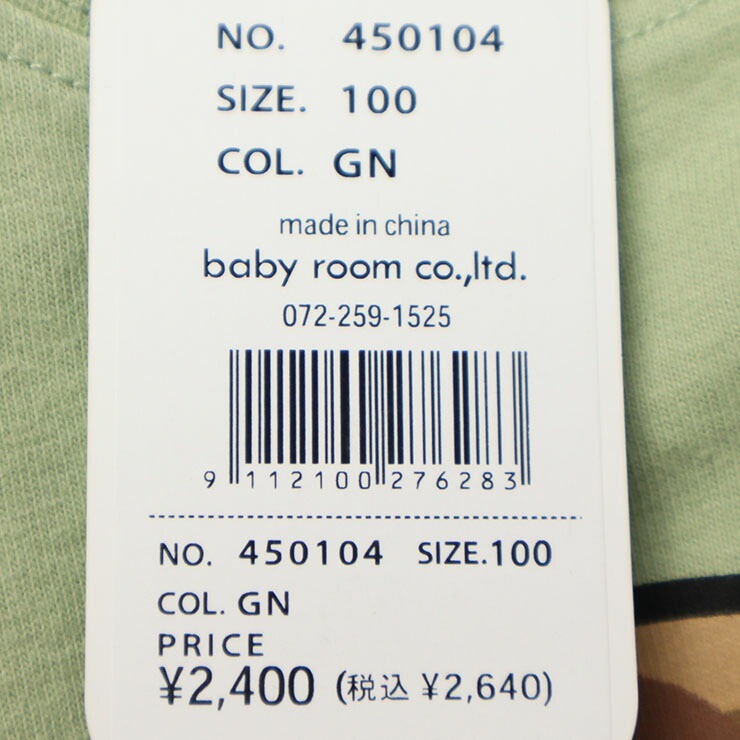 NO. 450104
SIZE. 100
COL. GN
made in china
baby room co.,ltd.
072-259-1525
9 112100 276283
NO. 450104 SIZE.100
COL. GN
PRICE
¥2,400 (税込 ¥2,640)